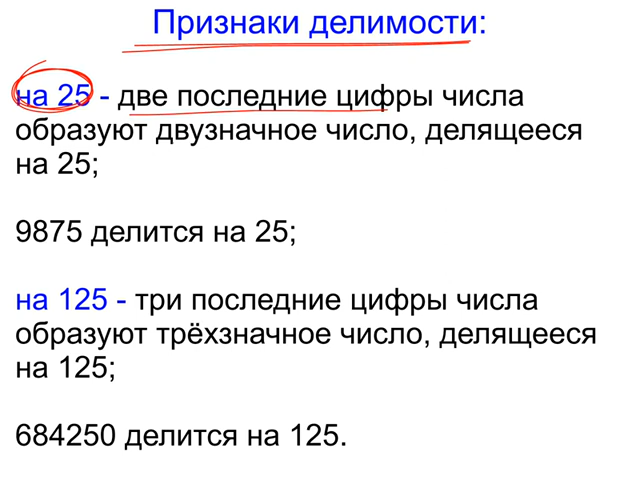 Признаки делимости:
на 25 - две последние цифры числа
образуют двузначное число, делящееся
на 25;
9875 делится на 25;
на 125 - три последние цифры числа
образуют трёхзначное число, делящееся
на 125;
684250 делится на 125.